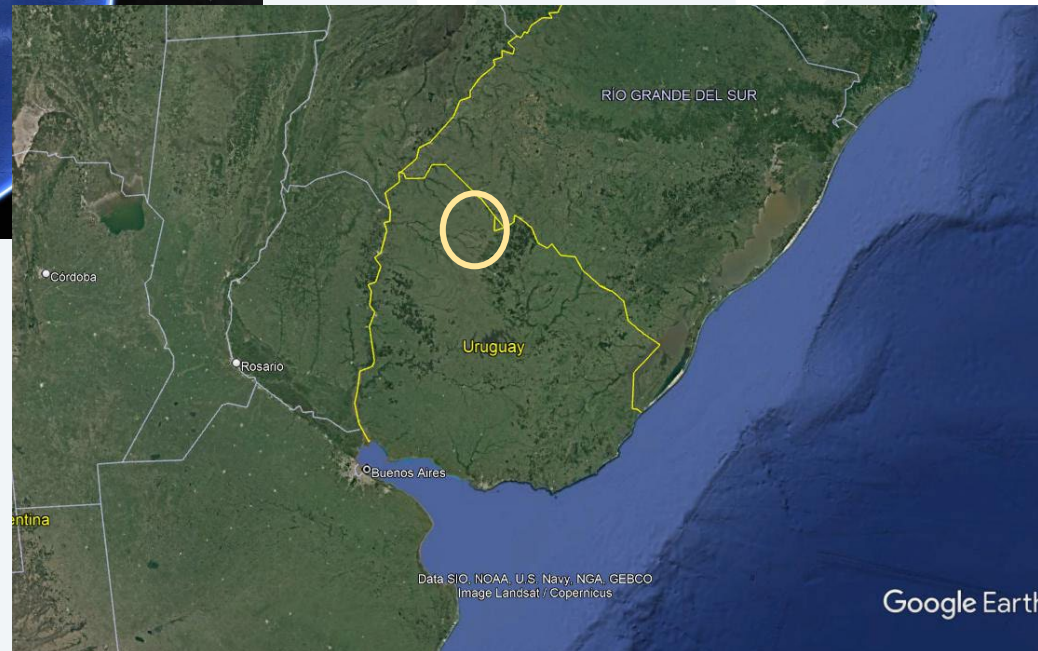 RÍO GRANDE DEL SUR
Córdoba
Uruguay
Rosario
Buenos Aires
entina
Data SIO, NOAA, U.S. Navy, NGA, GEBCO
Image Landsat / Copernicus
Google Earth